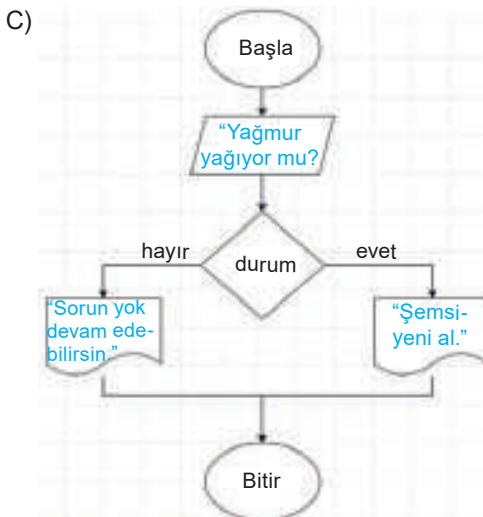 C)
Başla
“Yağmur
yağıyor mu?
hayır
durum
evet
“Sorun yok
devam ede-
bilirsin.”
“Şemsi-
yeni al.”
Bitir